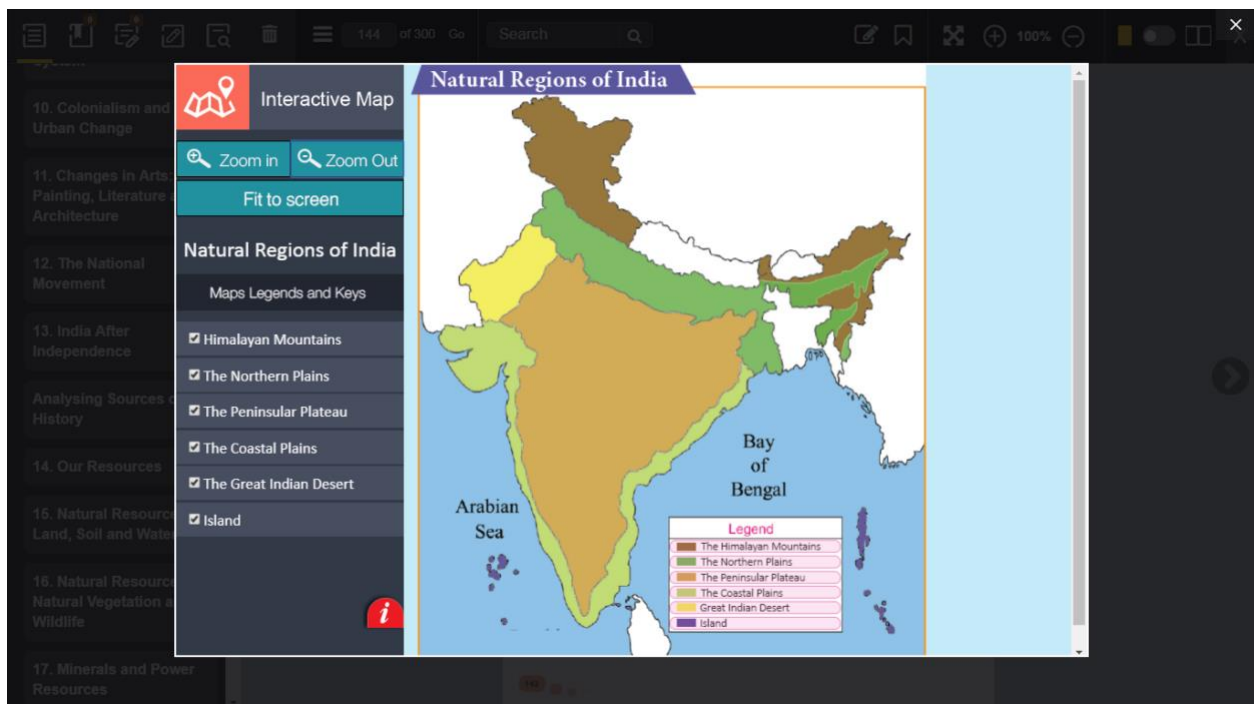 144 of 300 Go
Search
100%
System
10. Colonialism and
Urban Change
11. Changes in Arts:
Painting, Literature
Architecture
12. The National
Movement
13. India After
Independence
Analysing Sources
History
14. Our Resources
15. Natural Resource
Land, Soil and Water
16. Natural Resource
Natural Vegetation
Wildlife
17. Minerals and Power
Resources
Interactive Map
Zoom in
Zoom Out
Fit to screen
Natural Regions of India
Maps Legends and Keys
Himalayan Mountains
The Northern Plains
The Peninsular Plateau
The Coastal Plains
The Great Indian Desert
Island
i
Natural Regions of India
Bay
of
Bengal
Arabian
Sea
Legend
The Himalayan Mountains
The Northern Plains
The Peninsular Plateau
The Coastal Plains
Great Indian Desert
Island